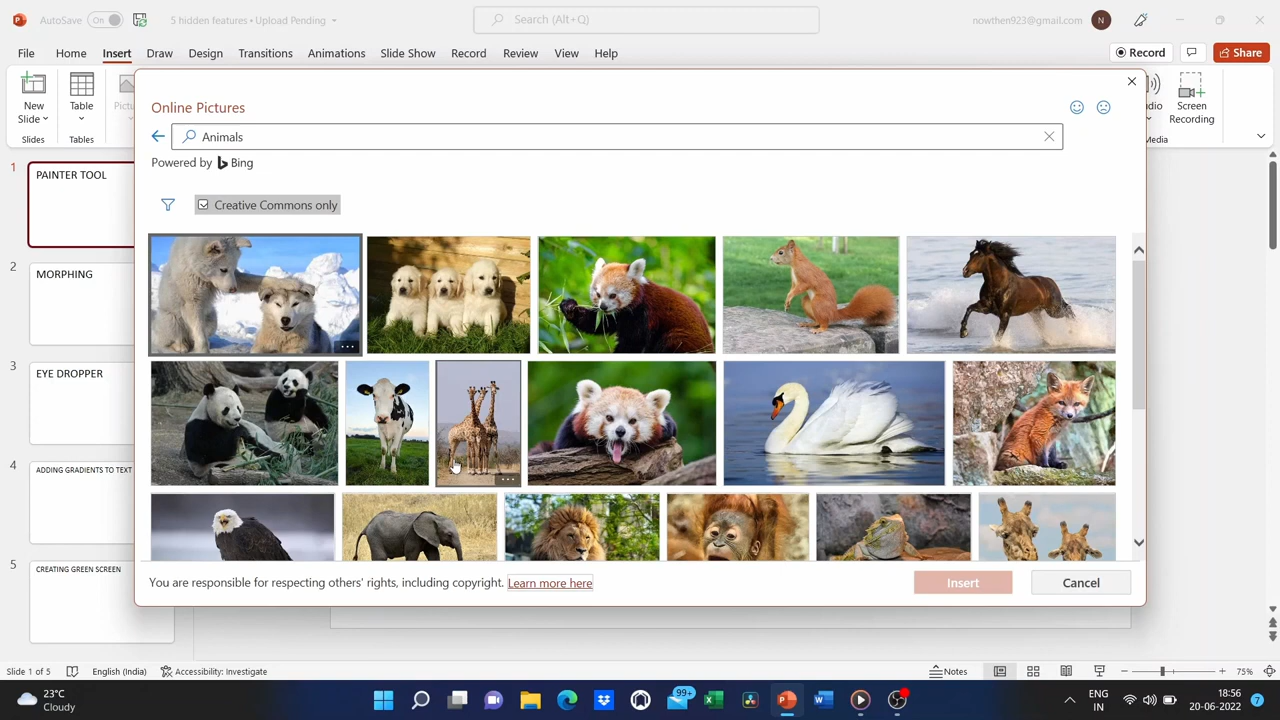 AutoSave On 5 hidden features • Upload Pending Search (Alt+Q) nowthen923@gmail.com N
File Home Insert Draw Design Transitions Animations Slide Show Record Review View Help Record Share
New Slide Table Screen Recording
Slides Tables Media
Online Pictures
Animals
Powered by Bing
Creative Commons only
1 PAINTER TOOL
2 MORPHING
3 EYE DROPPER
4 ADDING GRADIENTS TO TEXT
5 CREATING GREEN SCREEN
You are responsible for respecting others' rights, including copyright. Learn more here Insert Cancel
Slide 1 of 5 English (India) Accessibility: Investigate Notes 75%
23°C
Cloudy
99+
ENG
IN
18:56
20-06-2022
7